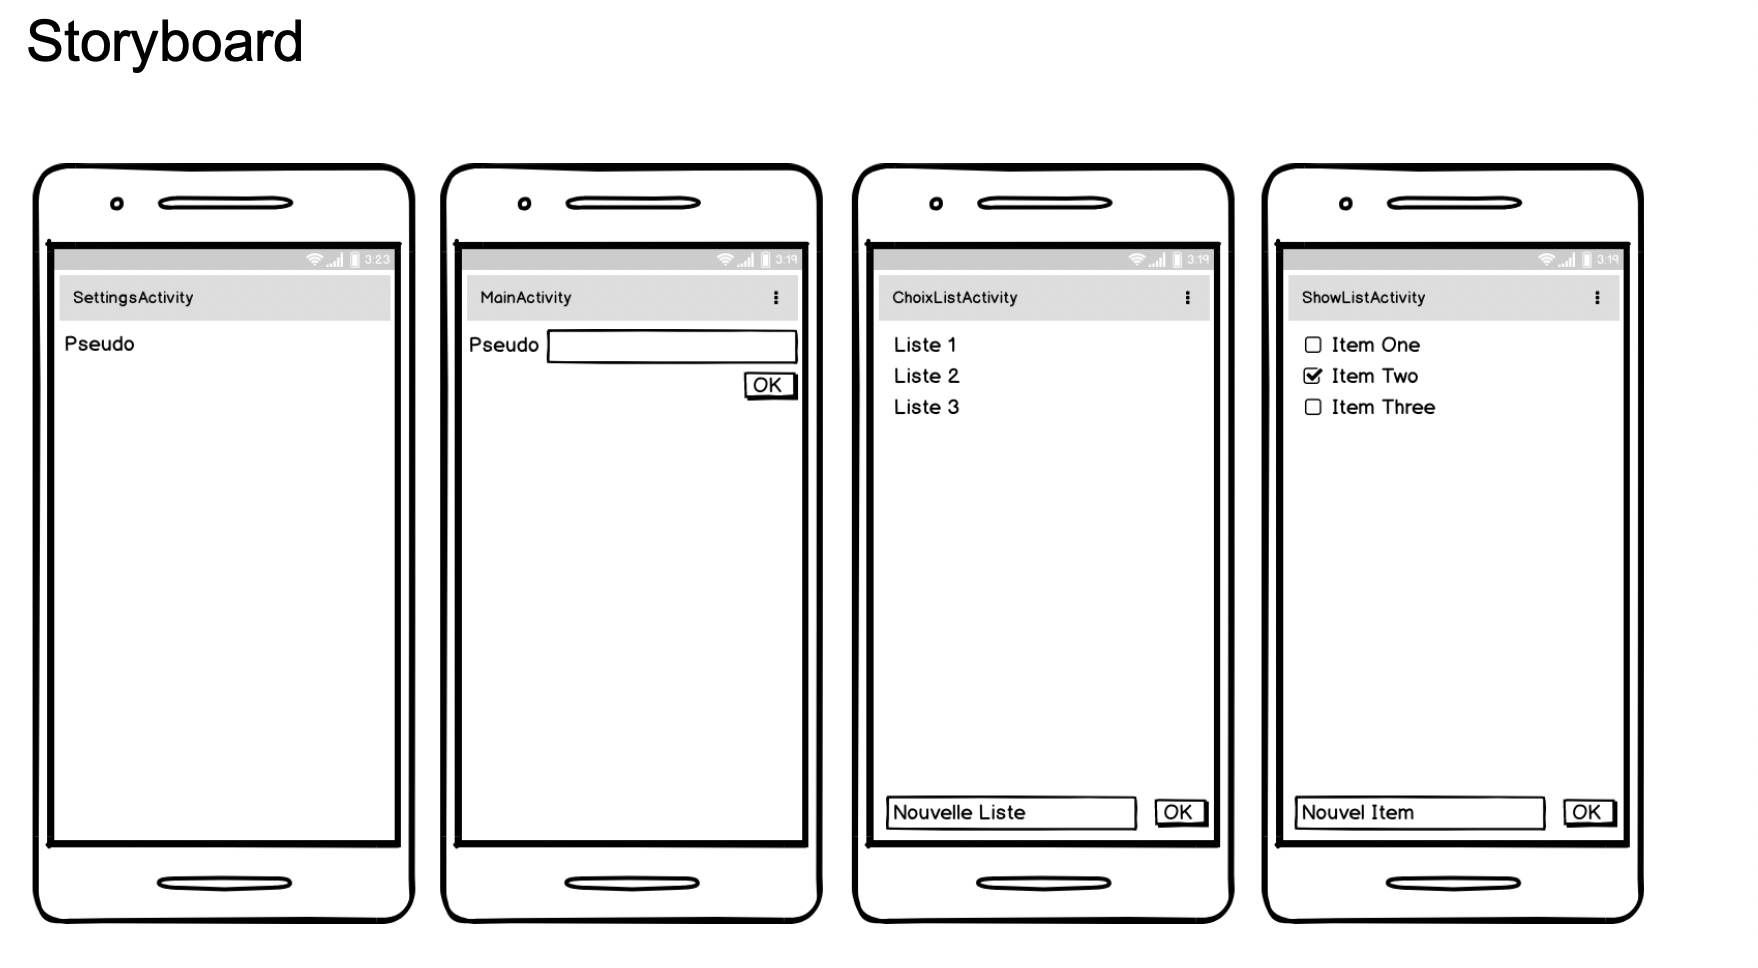 Storyboard
3:23
SettingsActivity
Pseudo
3:19
MainActivity
Pseudo
OK
3:19
ChoixListActivity
Liste 1
Liste 2
Liste 3
Nouvelle Liste OK
3:19
ShowListActivity
Item One
Item Two
Item Three
Nouvel Item OK